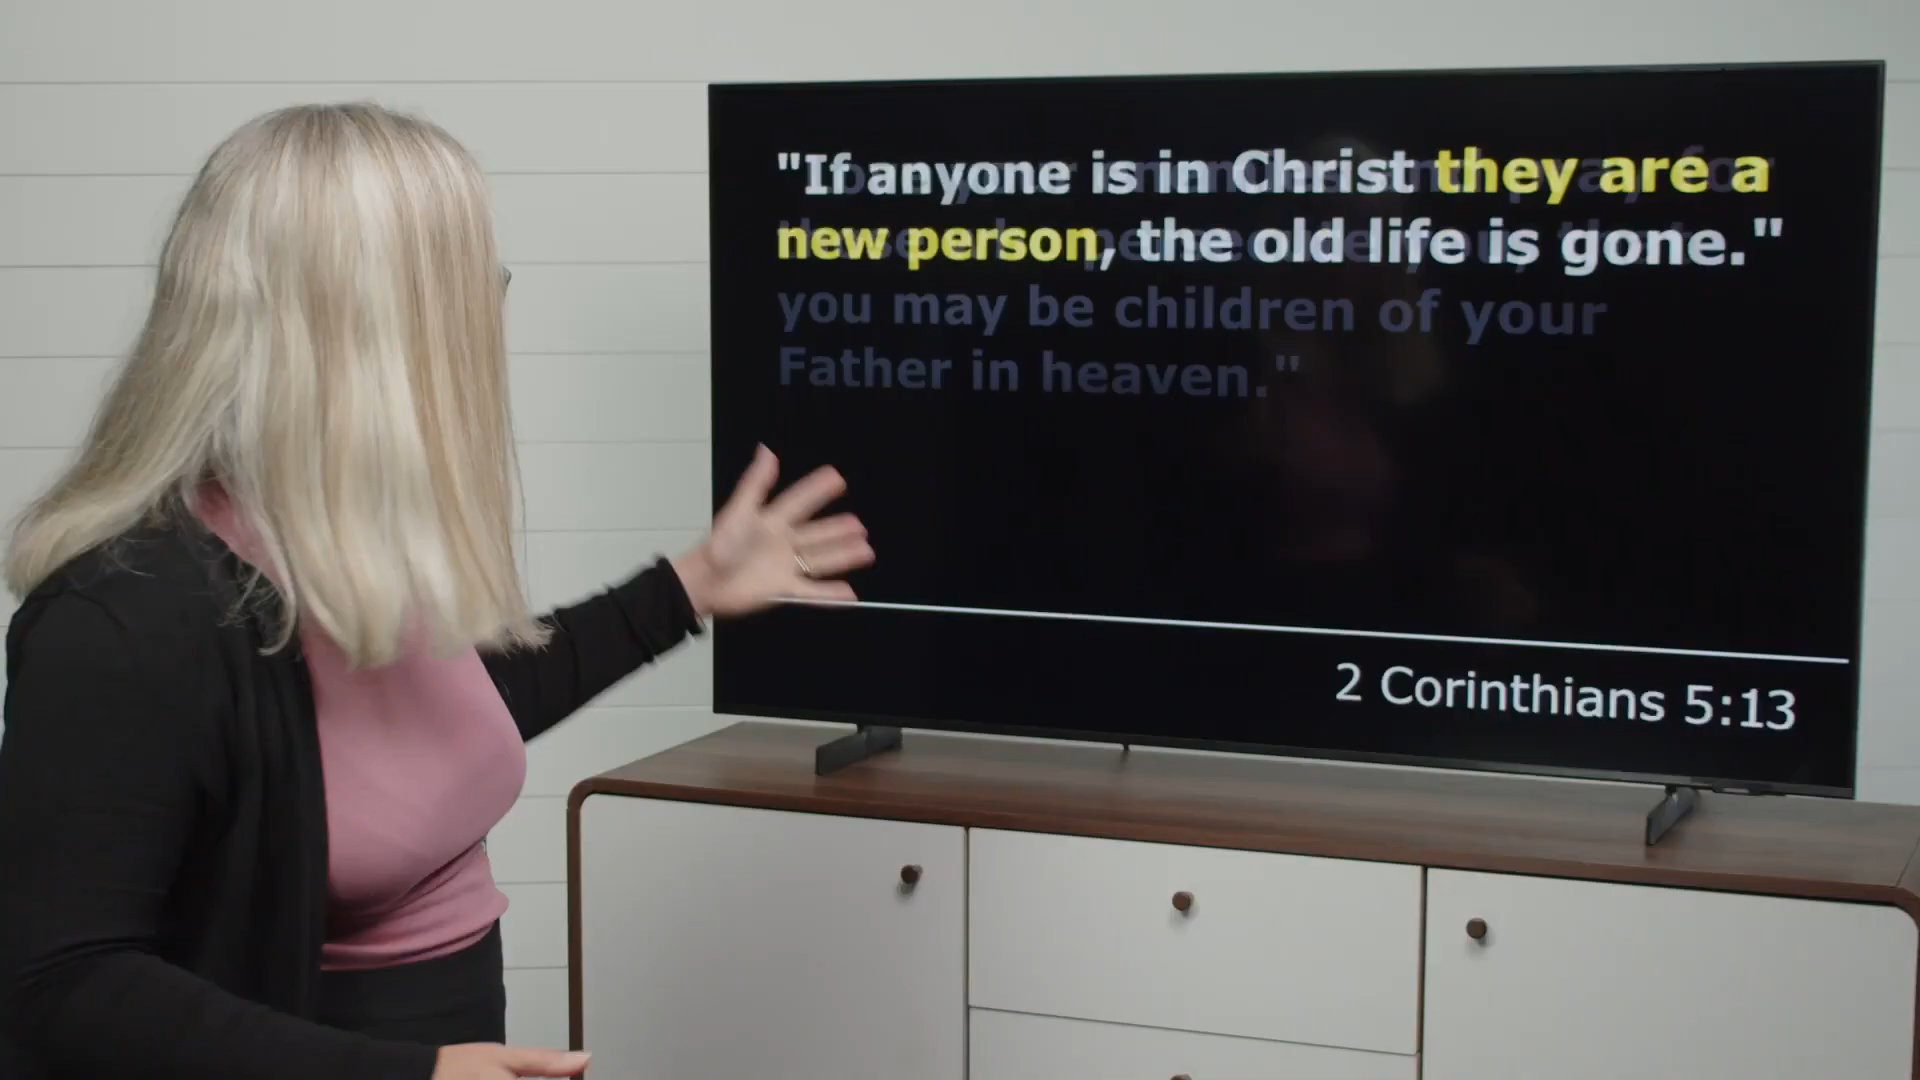 "If anyone is in Christ they are a
new person, the old life is gone."
you may be children of your
Father in heaven."
2 Corinthians 5:13